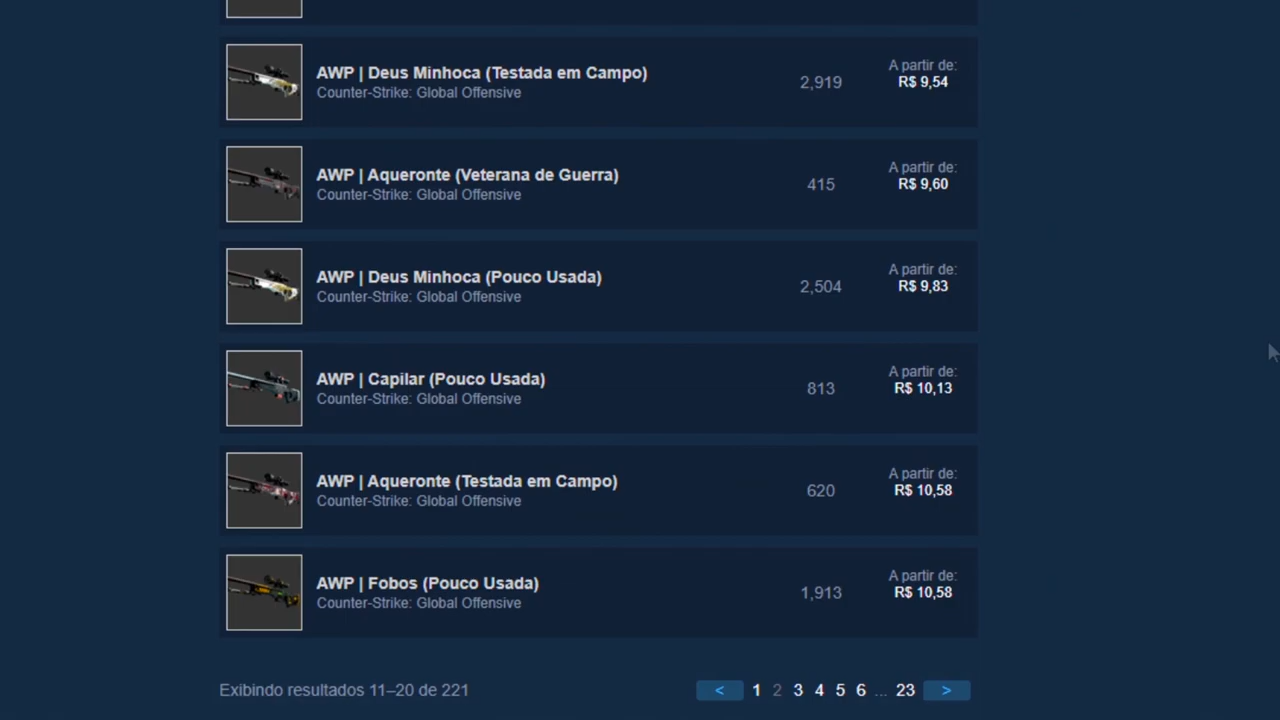 AWP | Deus Minhoca (Testada em Campo)
Counter-Strike: Global Offensive
2,919
A partir de:
R$ 9,54
AWP | Aqueronte (Veterana de Guerra)
Counter-Strike: Global Offensive
415
A partir de:
R$ 9,60
AWP | Deus Minhoca (Pouco Usada)
Counter-Strike: Global Offensive
2,504
A partir de:
R$ 9,83
AWP | Capilar (Pouco Usada)
Counter-Strike: Global Offensive
813
A partir de:
R$ 10,13
AWP | Aqueronte (Testada em Campo)
Counter-Strike: Global Offensive
620
A partir de:
R$ 10,58
AWP | Fobos (Pouco Usada)
Counter-Strike: Global Offensive
1,913
A partir de:
R$ 10,58
Exibindo resultados 11–20 de 221
< 1 2 3 4 5 6 ... 23 >